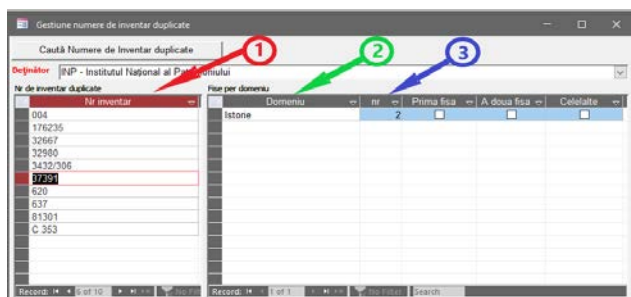 Gestiune numere de inventar duplicate
Caută Numere de Inventar duplicate
1
2
3
Deținător INP - Institutul Național al Patrimoniului
Nr de inventar duplicate
Fise per domeniu
Nr inventar
Domeniu nr Prima fisa A doua fisa Celelalte
004
Istorie 2
176235
32667
32980
3432/306
37391
620
637
81301
C 353
Record: 6 of 10 No Filt
Record: 1 of 1 No Filter Search